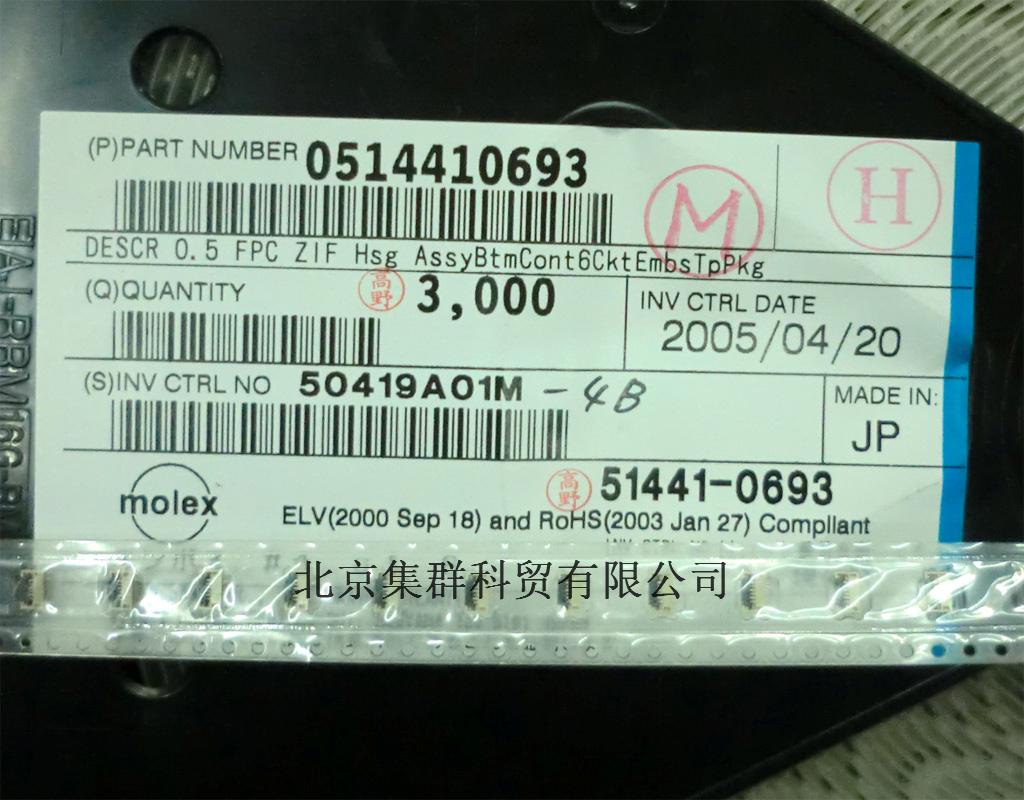 (P)PART NUMBER 0514410693
M
H
DESCR 0.5 FPC ZIF Hsg AssyBtmCont6CktEmbsTpPkg
(Q)QUANTITY 高野 3,000
INV CTRL DATE
2005/04/20
(S)INV CTRL NO 50419A01M - 4B
MADE IN:
JP
molex
高野 51441-0693
ELV(2000 Sep 18) and RoHS(2003 Jan 27) Compliant
北京集群科贸有限公司